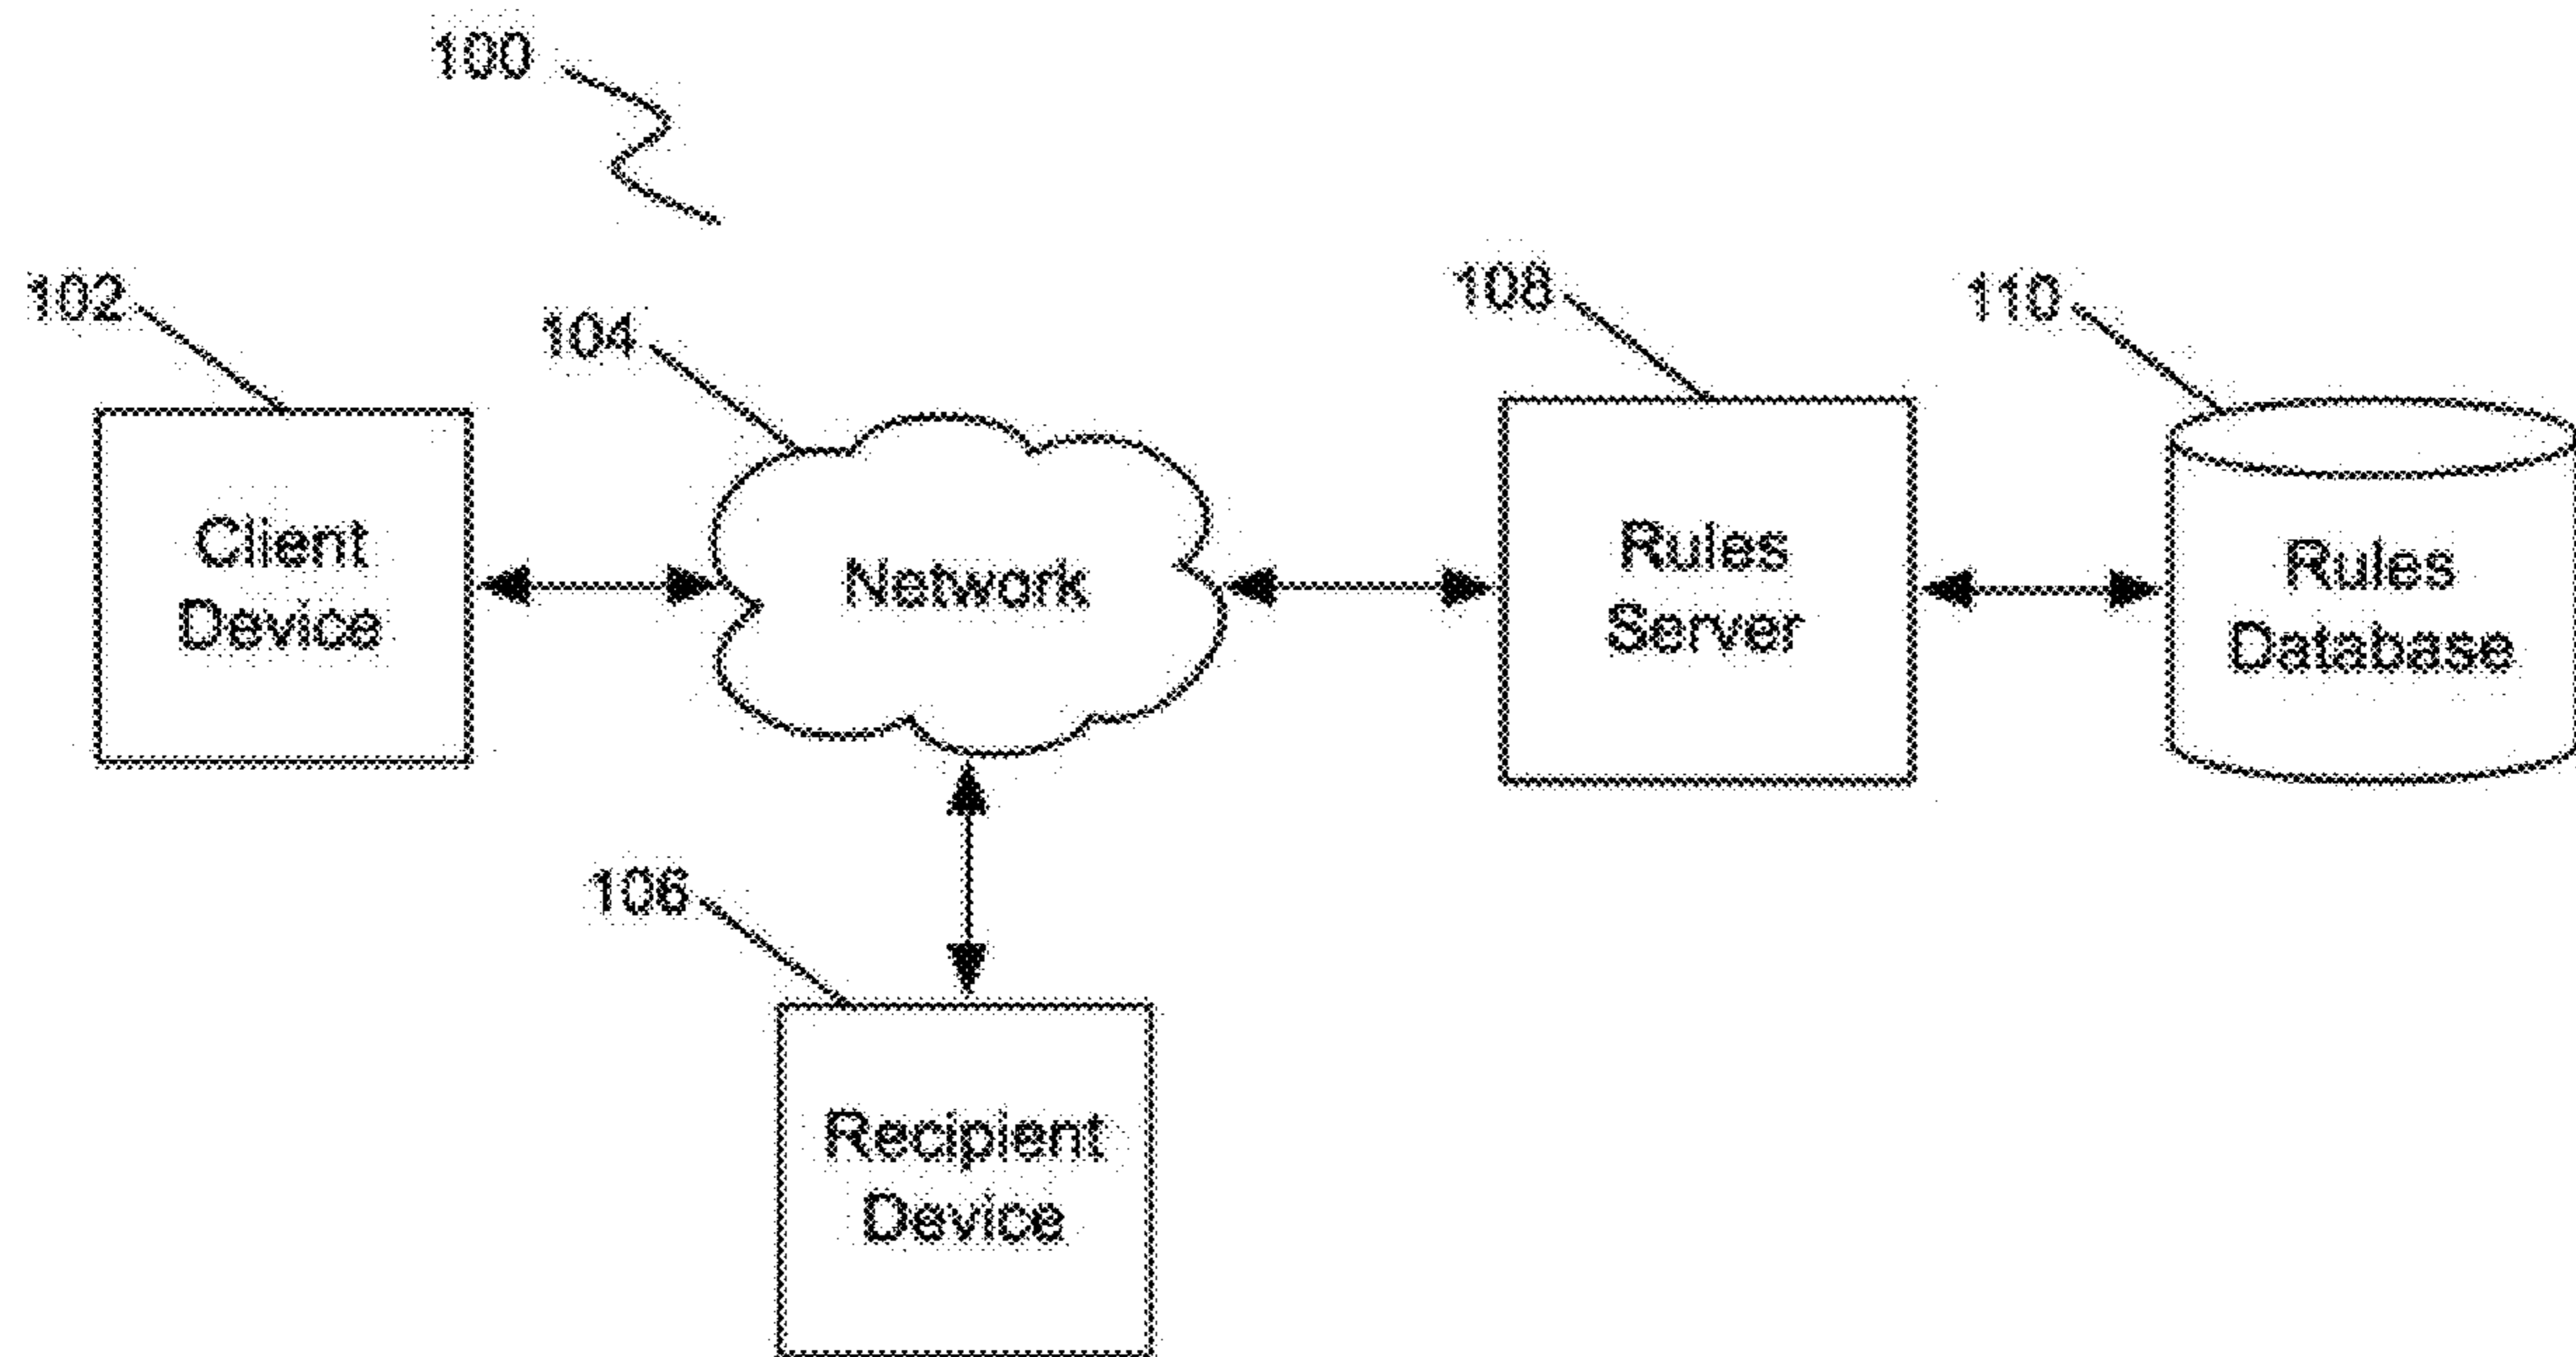 100
102
104
108
110
Client
Device
Network
Rules
Server
Rules
Database
106
Recipient
Device